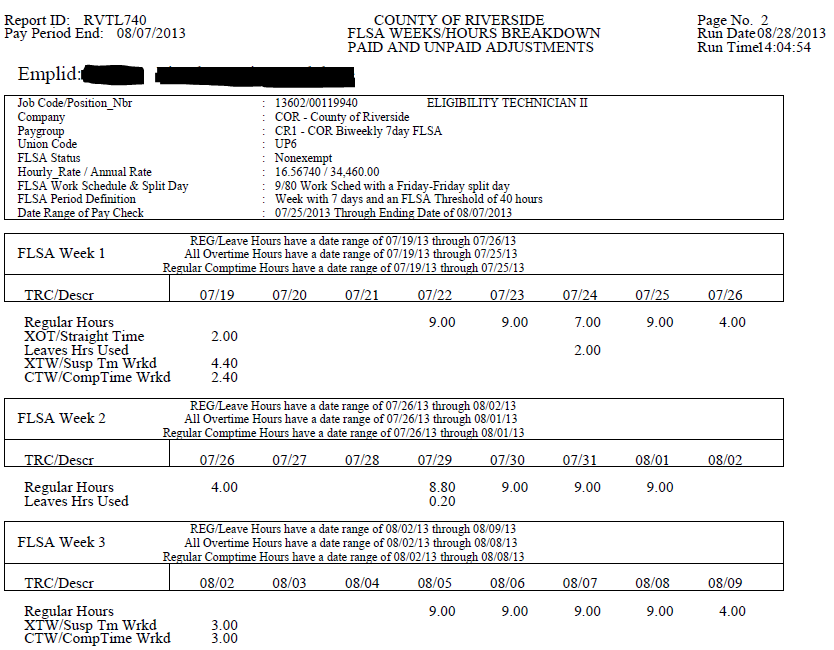 Report ID: RVTL740 COUNTY OF RIVERSIDE Page No. 2
Pay Period End: 08/07/2013 FLSA WEEKS/HOURS BREAKDOWN Run Date08/28/2013
PAID AND UNPAID ADJUSTMENTS Run Time14:04:54
Emplid:
Job Code/Position_Nbr : 13602/00119940 ELIGIBILITY TECHNICIAN II
Company : COR - County of Riverside
Paygroup : CR1 - COR Biweekly 7day FLSA
Union Code : UP6
FLSA Status : Nonexempt
Hourly_Rate / Annual Rate : 16.56740 / 34,460.00
FLSA Work Schedule & Split Day : 9/80 Work Sched with a Friday-Friday split day
FLSA Period Definition : Week with 7 days and an FLSA Threshold of 40 hours
Date Range of Pay Check : 07/25/2013 Through Ending Date of 08/07/2013
REG/Leave Hours have a date range of 07/19/13 through 07/26/13
FLSA Week 1 All Overtime Hours have a date range of 07/19/13 through 07/25/13
Regular Comptime Hours have a date range of 07/19/13 through 07/25/13
TRC/Descr 07/19 07/20 07/21 07/22 07/23 07/24 07/25 07/26
Regular Hours 9.00 9.00 7.00 9.00 4.00
XOT/Straight Time 2.00
Leaves Hrs Used 2.00
XTW/Susp Tm Wrkd 4.40
CTW/CompTime Wrkd 2.40
REG/Leave Hours have a date range of 07/26/13 through 08/02/13
FLSA Week 2 All Overtime Hours have a date range of 07/26/13 through 08/01/13
Regular Comptime Hours have a date range of 07/26/13 through 08/01/13
TRC/Descr 07/26 07/27 07/28 07/29 07/30 07/31 08/01 08/02
Regular Hours 4.00 8.80 9.00 9.00 9.00
Leaves Hrs Used 0.20
REG/Leave Hours have a date range of 08/02/13 through 08/09/13
FLSA Week 3 All Overtime Hours have a date range of 08/02/13 through 08/08/13
Regular Comptime Hours have a date range of 08/02/13 through 08/08/13
TRC/Descr 08/02 08/03 08/04 08/05 08/06 08/07 08/08 08/09
Regular Hours 9.00 9.00 9.00 9.00 4.00
XTW/Susp Tm Wrkd 3.00
CTW/CompTime Wrkd 3.00